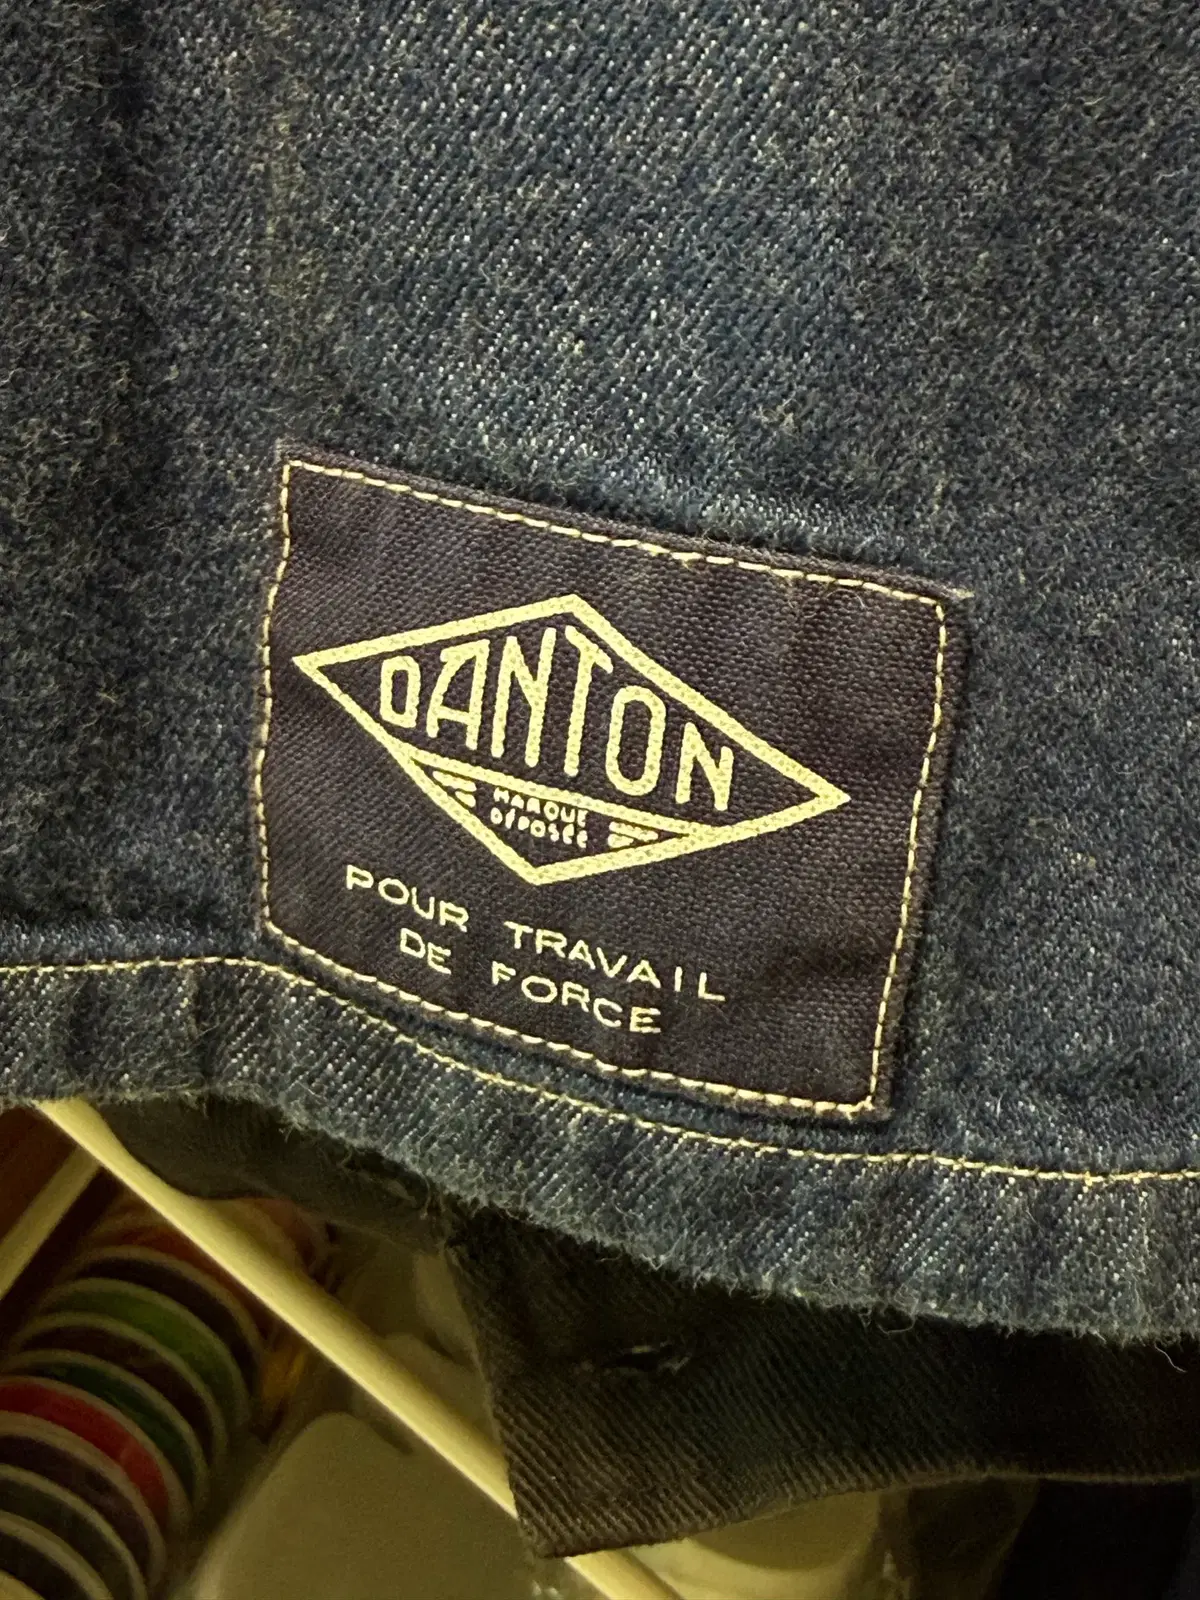 DANTON
MARQUE
DÉPOSÉE
POUR TRAVAIL
DE FORCE